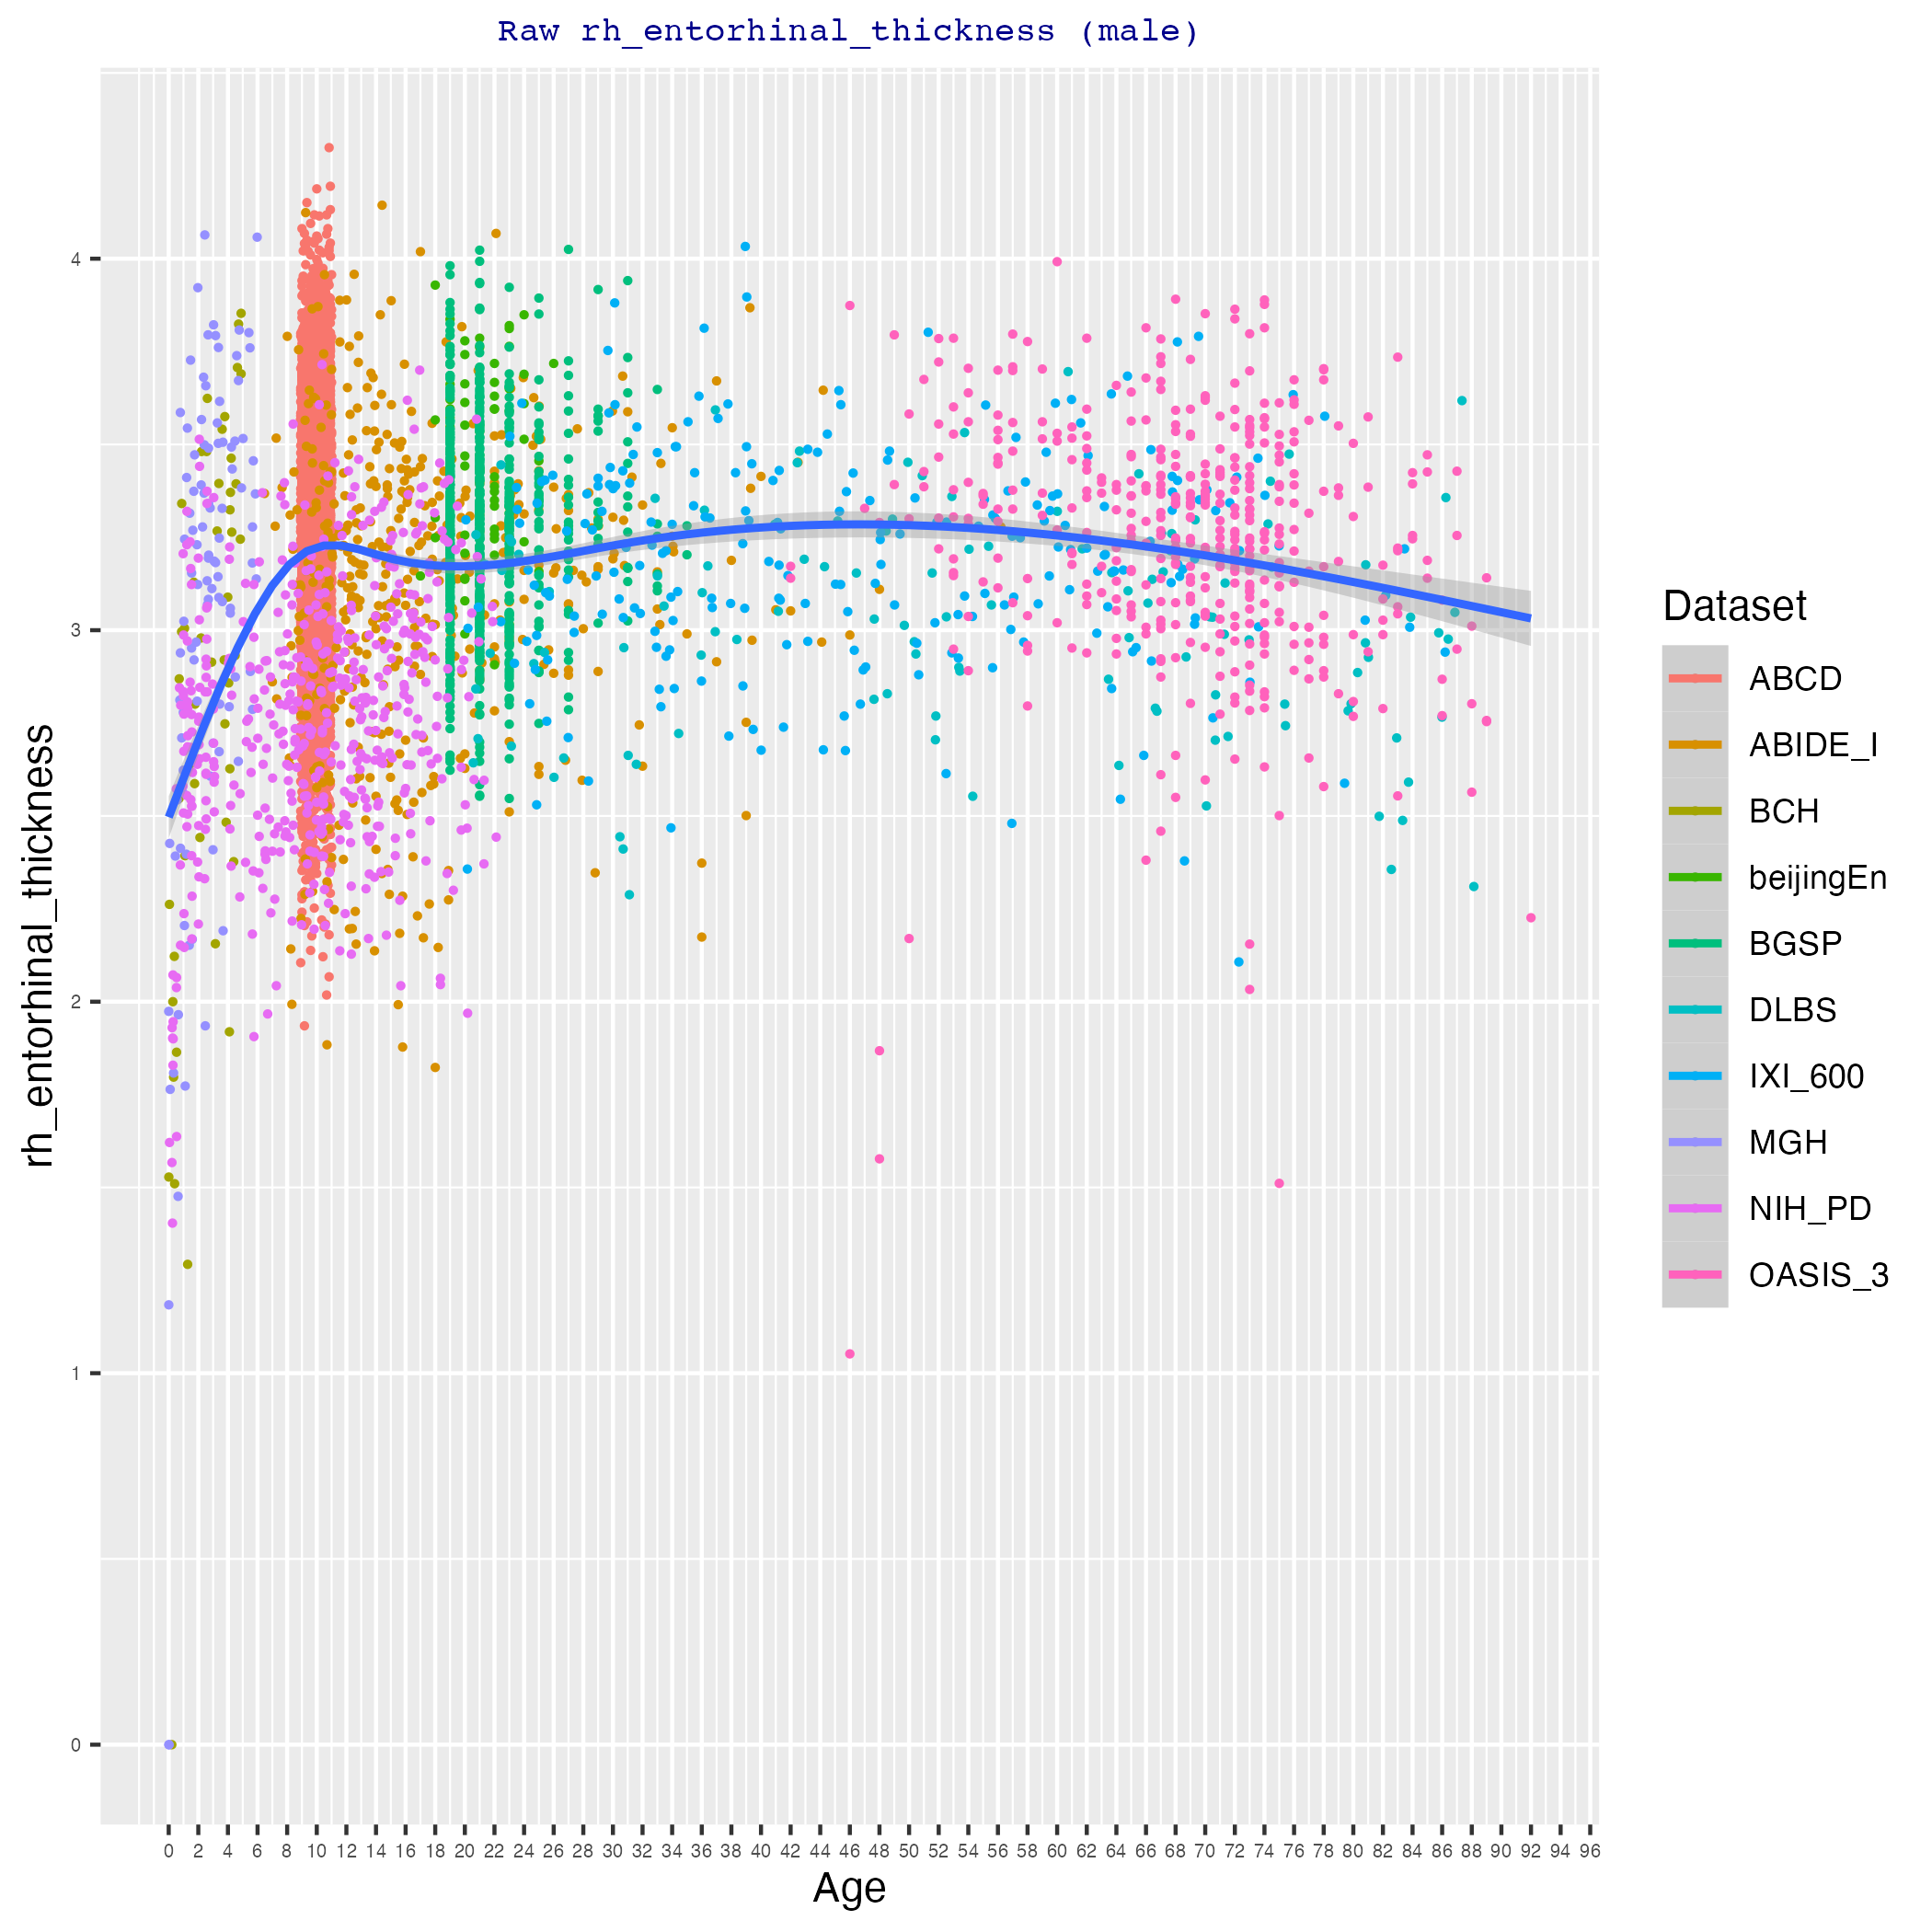 Raw rh_entorhinal_thickness (male)
rh_entorhinal_thickness
4
3
2
1
0
0 2 4 6 8 10 12 14 16 18 20 22 24 26 28 30 32 34 36 38 40 42 44 46 48 50 52 54 56 58 60 62 64 66 68 70 72 74 76 78 80 82 84 86 88 90 92 94 96
Age
Dataset
ABCD
ABIDE_I
BCH
beijingEn
BGSP
DLBS
IXI_600
MGH
NIH_PD
OASIS_3